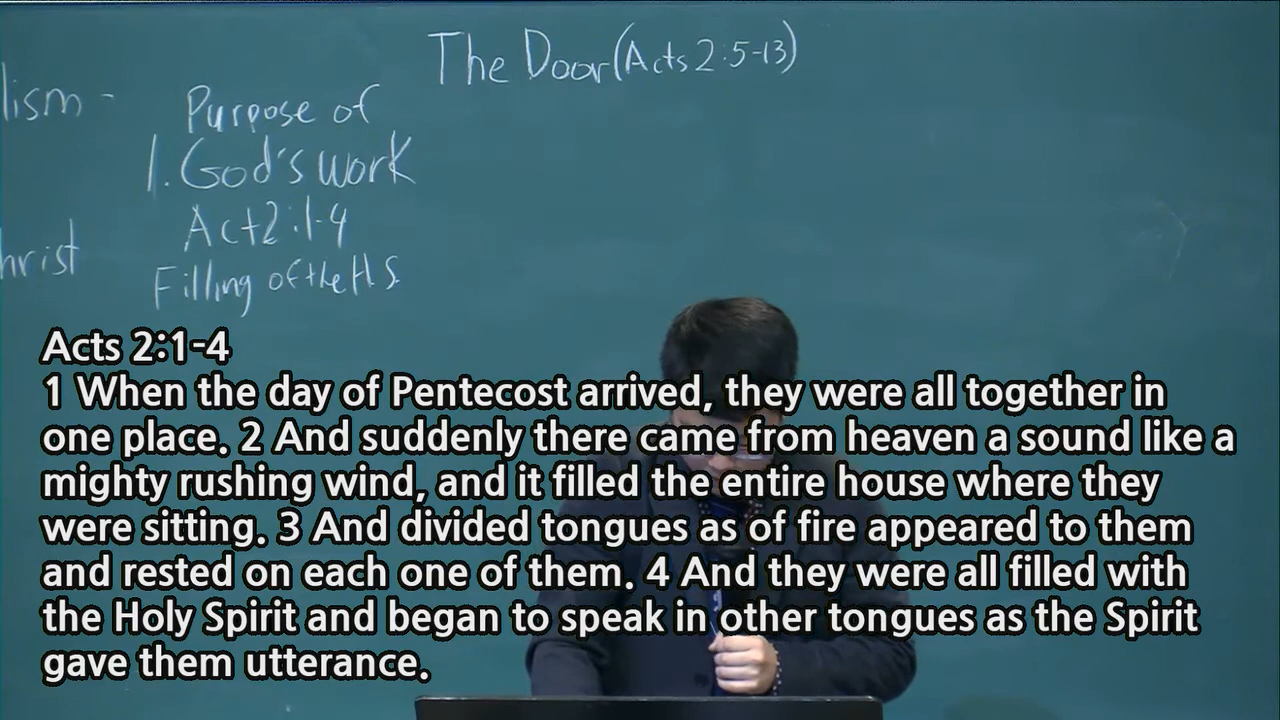 The Door (Acts 2:5-13)
lism -
Purpose of
1. God's work
Act 2:1-4
hrist
Filling of the H.S.
Acts 2:1-4
1 When the day of Pentecost arrived, they were all together in
one place. 2 And suddenly there came from heaven a sound like a
mighty rushing wind, and it filled the entire house where they
were sitting. 3 And divided tongues as of fire appeared to them
and rested on each one of them. 4 And they were all filled with
the Holy Spirit and began to speak in other tongues as the Spirit
gave them utterance.